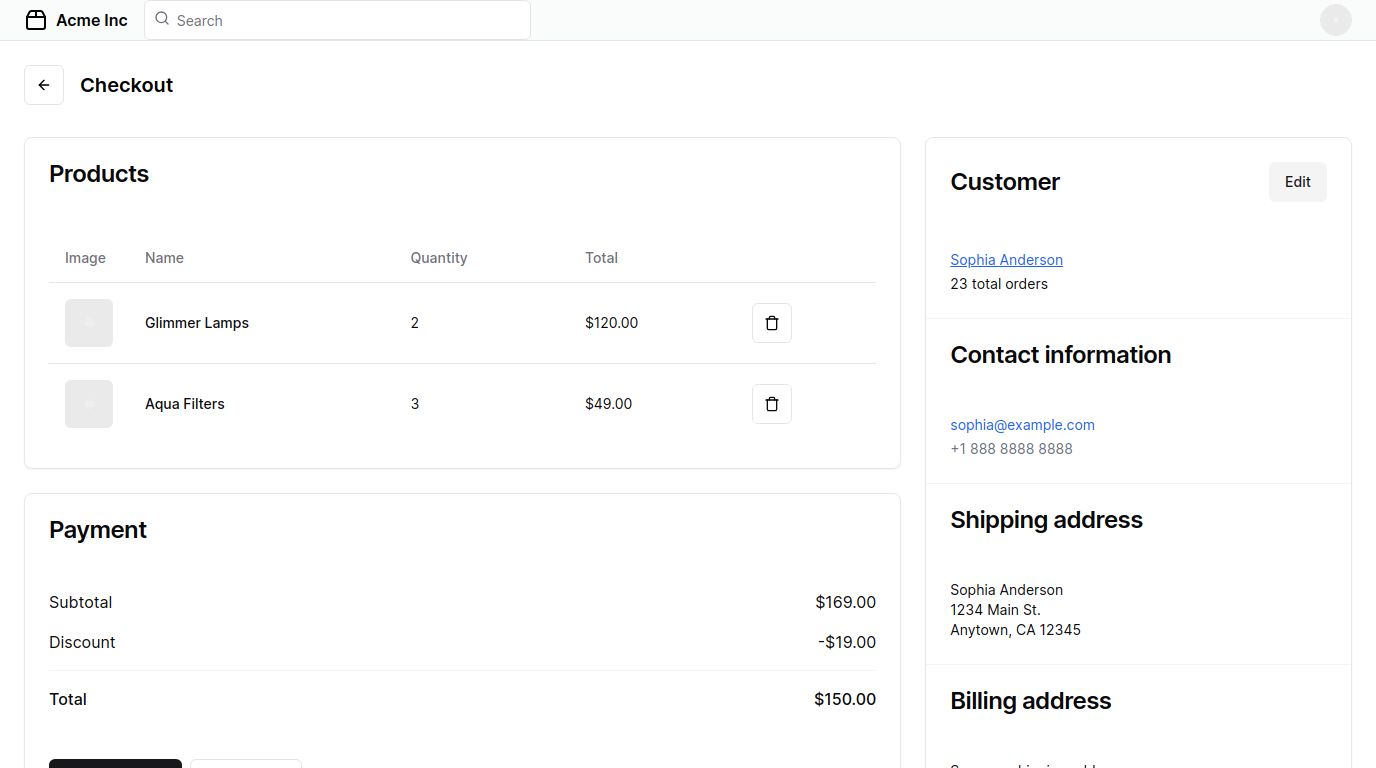 Acme Inc
Search
Checkout
Products
Image Name Quantity Total
Glimmer Lamps 2 $120.00
Aqua Filters 3 $49.00
Payment
Subtotal $169.00
Discount -$19.00
Total $150.00
Customer
Edit
Sophia Anderson
23 total orders
Contact information
sophia@example.com
+1 888 8888 8888
Shipping address
Sophia Anderson
1234 Main St.
Anytown, CA 12345
Billing address